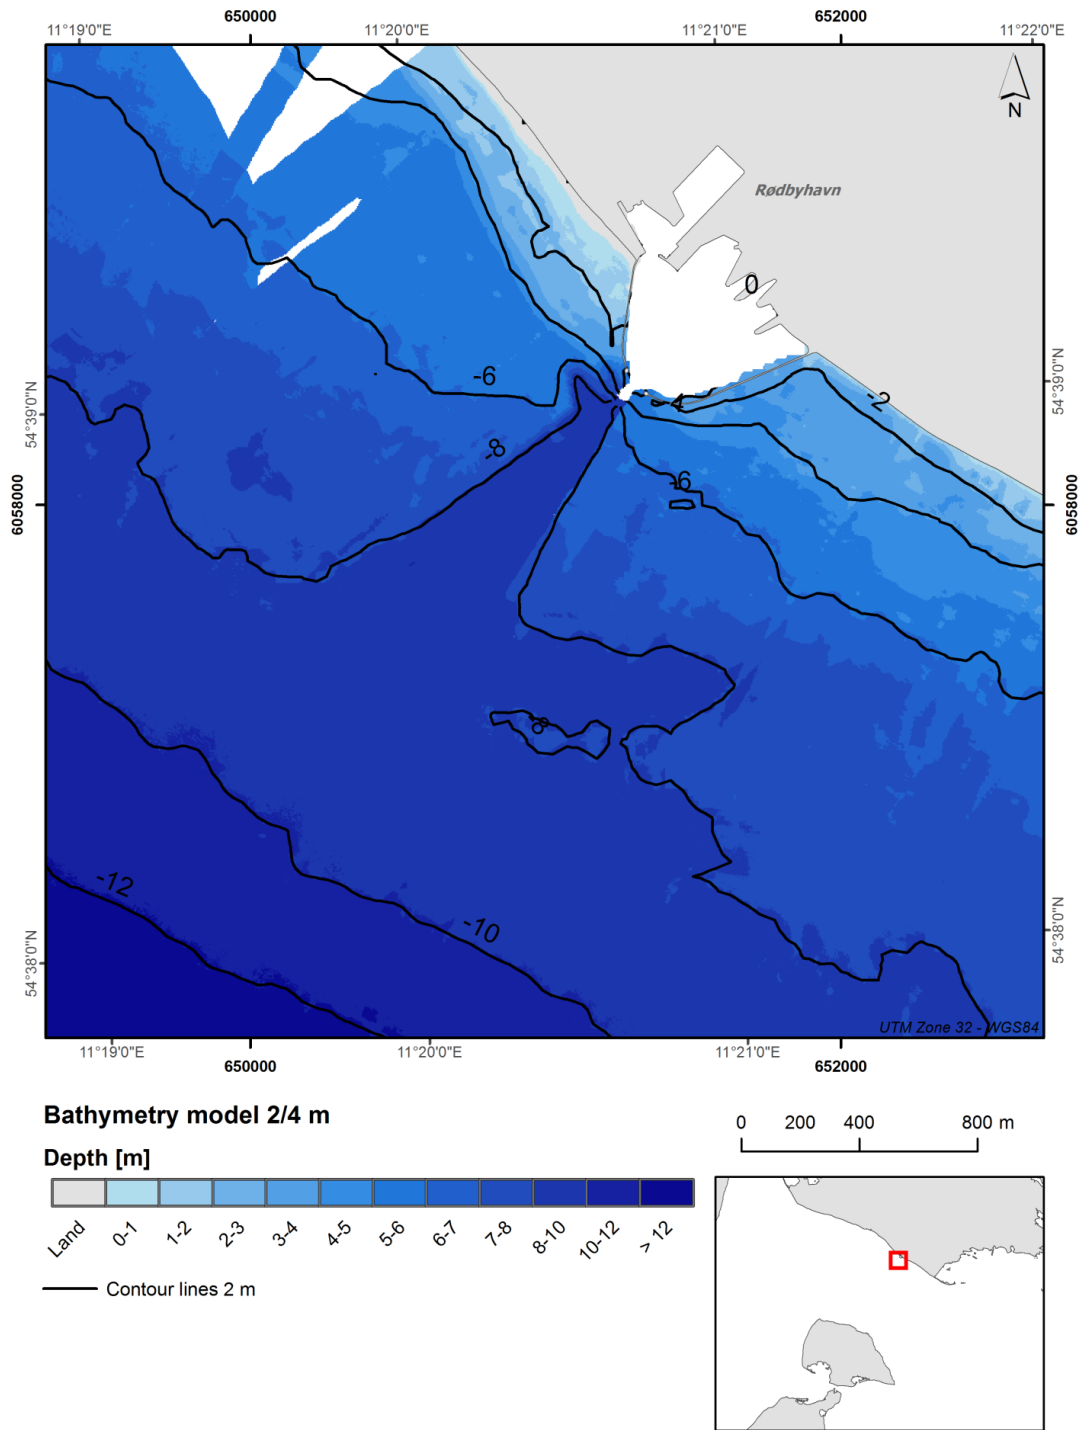 650000 652000
11°19'0"E 11°20'0"E 11°21'0"E 11°22'0"E
N
Rødbyhavn
0
54°39'0"N
54°39'0"N
-6
-4
-2
-8
-6
6058000
6058000
-8
-12
-10
54°38'0"N
54°38'0"N
UTM Zone 32 - WGS84
11°19'0"E 11°20'0"E 11°21'0"E
650000 652000
Bathymetry model 2/4 m
0 200 400 800 m
Depth [m]
Land 0-1 1-2 2-3 3-4 4-5 5-6 6-7 7-8 8-10 10-12 > 12
Contour lines 2 m